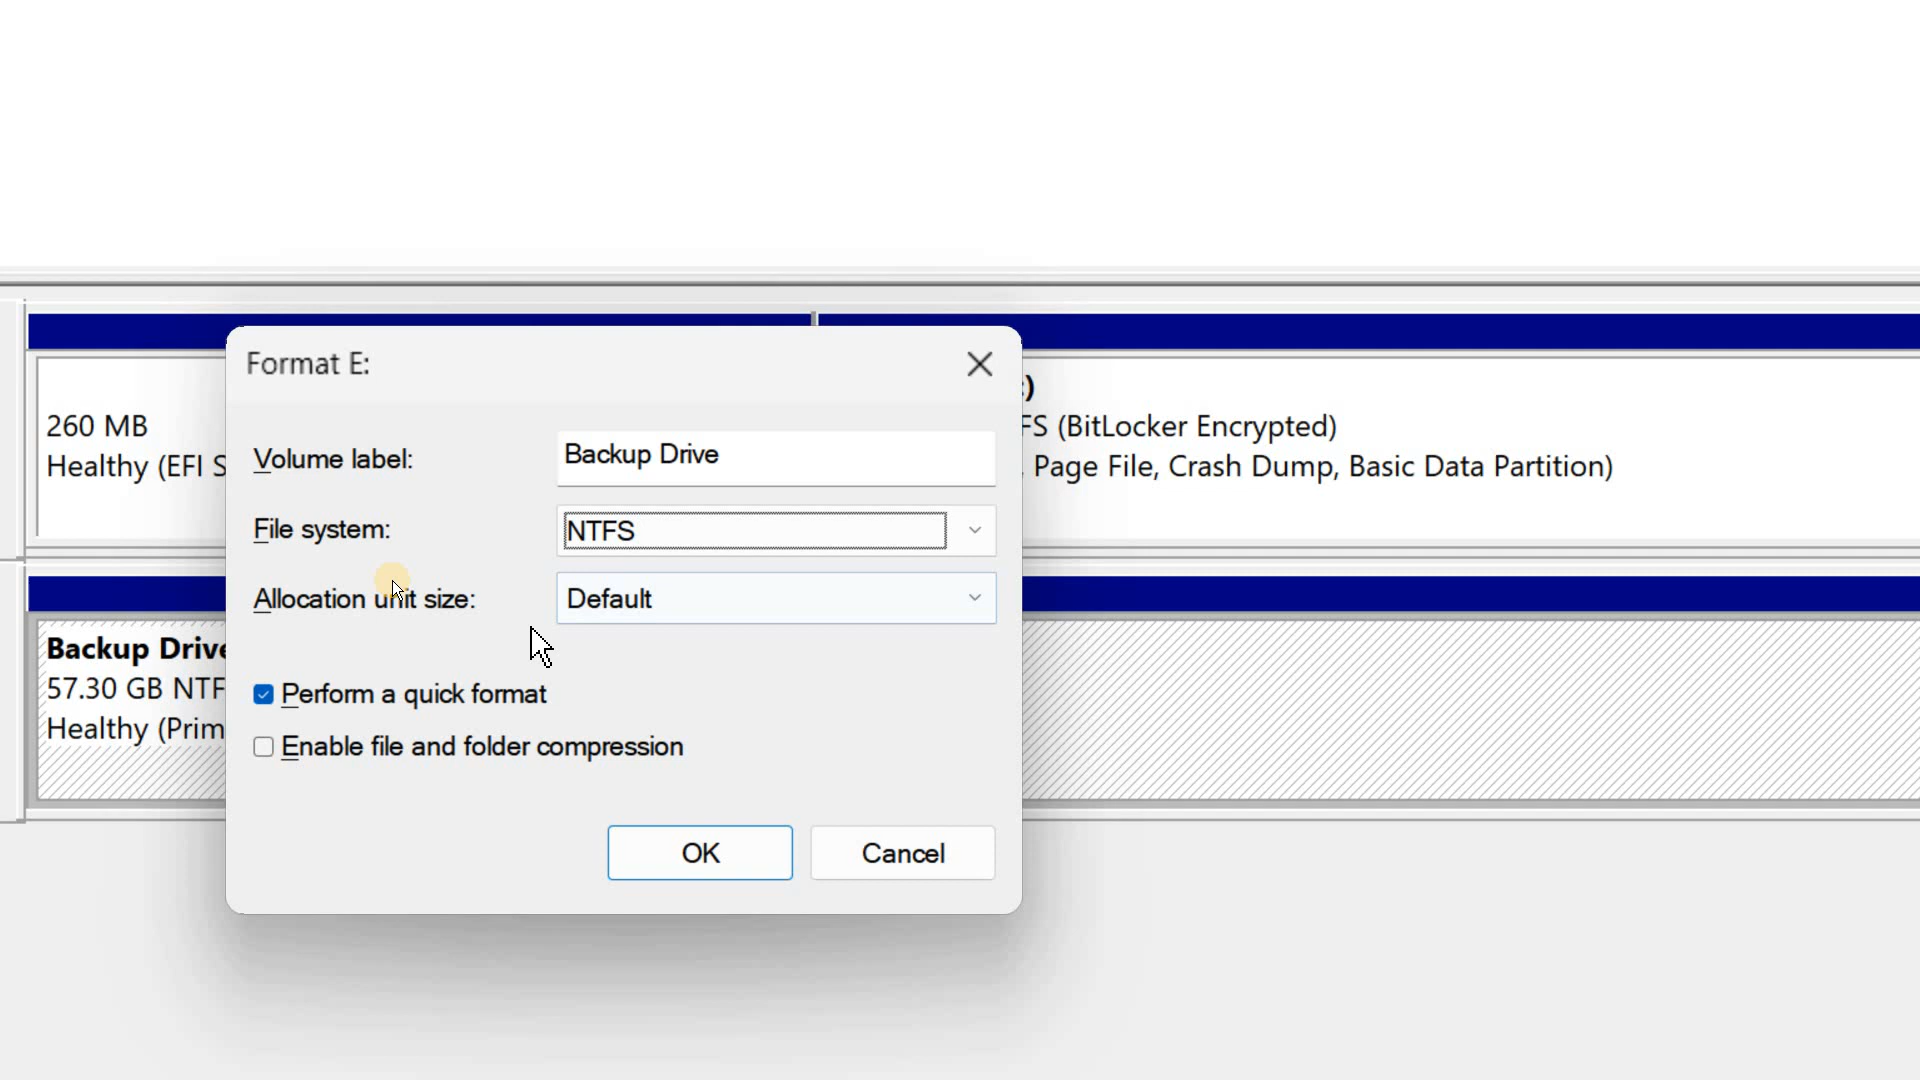 Format E:
Volume label:
Backup Drive
File system:
NTFS
Allocation unit size:
Default
Perform a quick format
Enable file and folder compression
OK
Cancel
:)
260 MB
FS (BitLocker Encrypted)
Healthy (EFI S
, Page File, Crash Dump, Basic Data Partition)
Backup Drive
57.30 GB NTF
Healthy (Prim